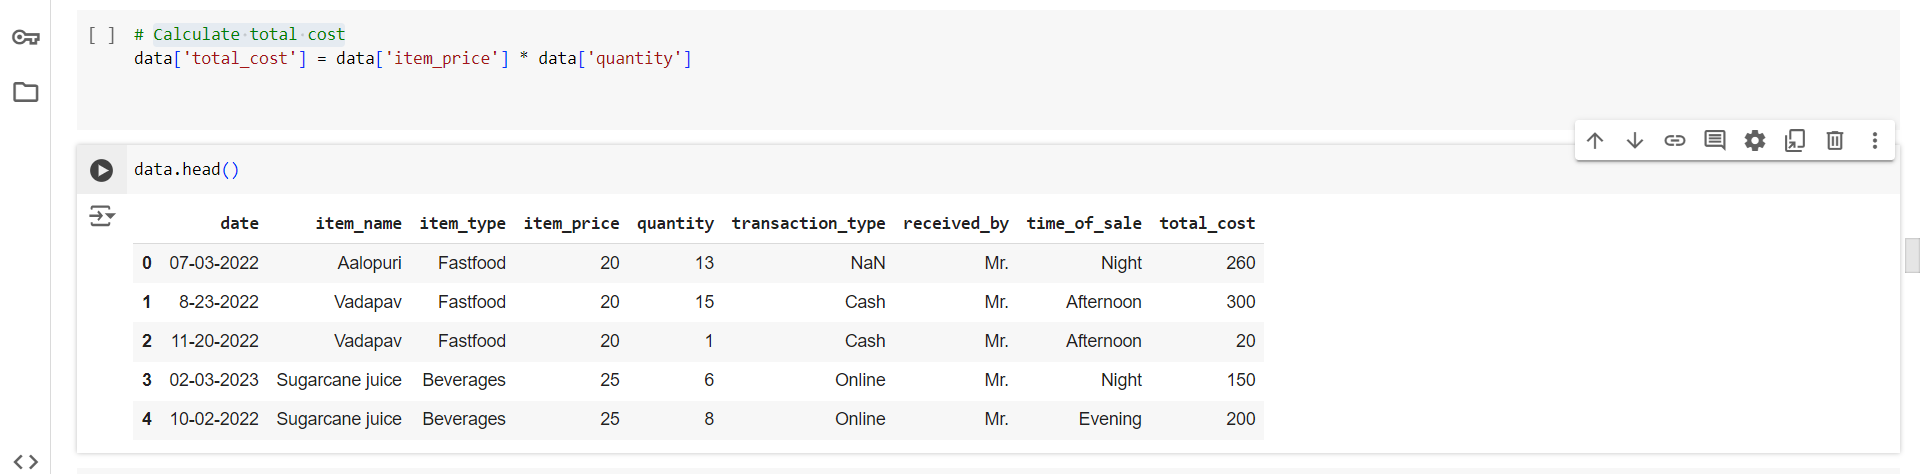 [ ] # Calculate total cost
data['total_cost'] = data['item_price'] * data['quantity']
data.head()
date item_name item_type item_price quantity transaction_type received_by time_of_sale total_cost
0 07-03-2022 Aalopuri Fastfood 20 13 NaN Mr. Night 260
1 8-23-2022 Vadapav Fastfood 20 15 Cash Mr. Afternoon 300
2 11-20-2022 Vadapav Fastfood 20 1 Cash Mr. Afternoon 20
3 02-03-2023 Sugarcane juice Beverages 25 6 Online Mr. Night 150
4 10-02-2022 Sugarcane juice Beverages 25 8 Online Mr. Evening 200